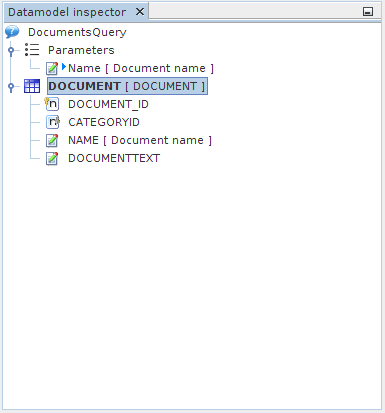 Datamodel inspector
DocumentsQuery
Parameters
Name [ Document name ]
DOCUMENT [ DOCUMENT ]
DOCUMENT_ID
CATEGORYID
NAME [ Document name ]
DOCUMENTTEXT